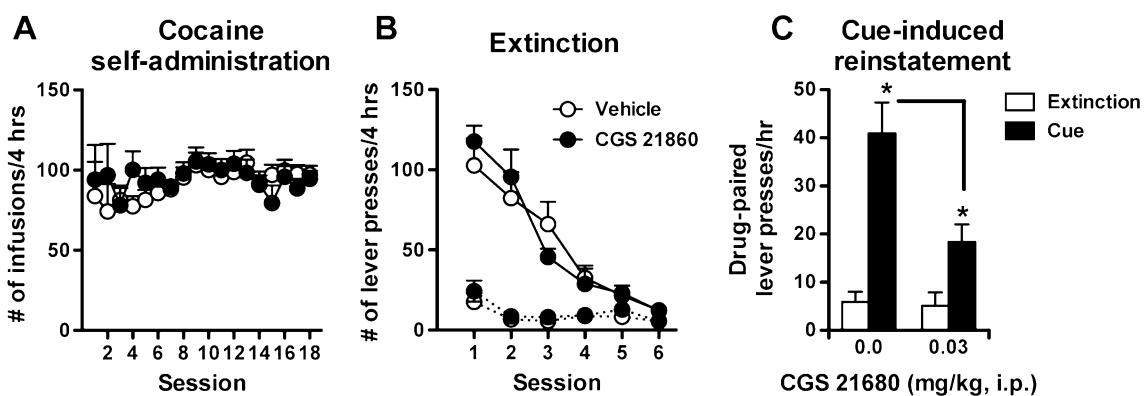 A
Cocaine
self-administration
# of infusions/4 hrs
150
100
50
0
2 4 6 8 10 12 14 16 18
Session
B
Extinction
# of lever presses/4 hrs
150
100
50
0
Vehicle
CGS 21860
1 2 3 4 5 6
Session
C
Cue-induced
reinstatement
Drug-paired
lever presses/hr
50
40
30
20
10
0
*
*
Extinction
Cue
0.0 0.03
CGS 21680 (mg/kg, i.p.)